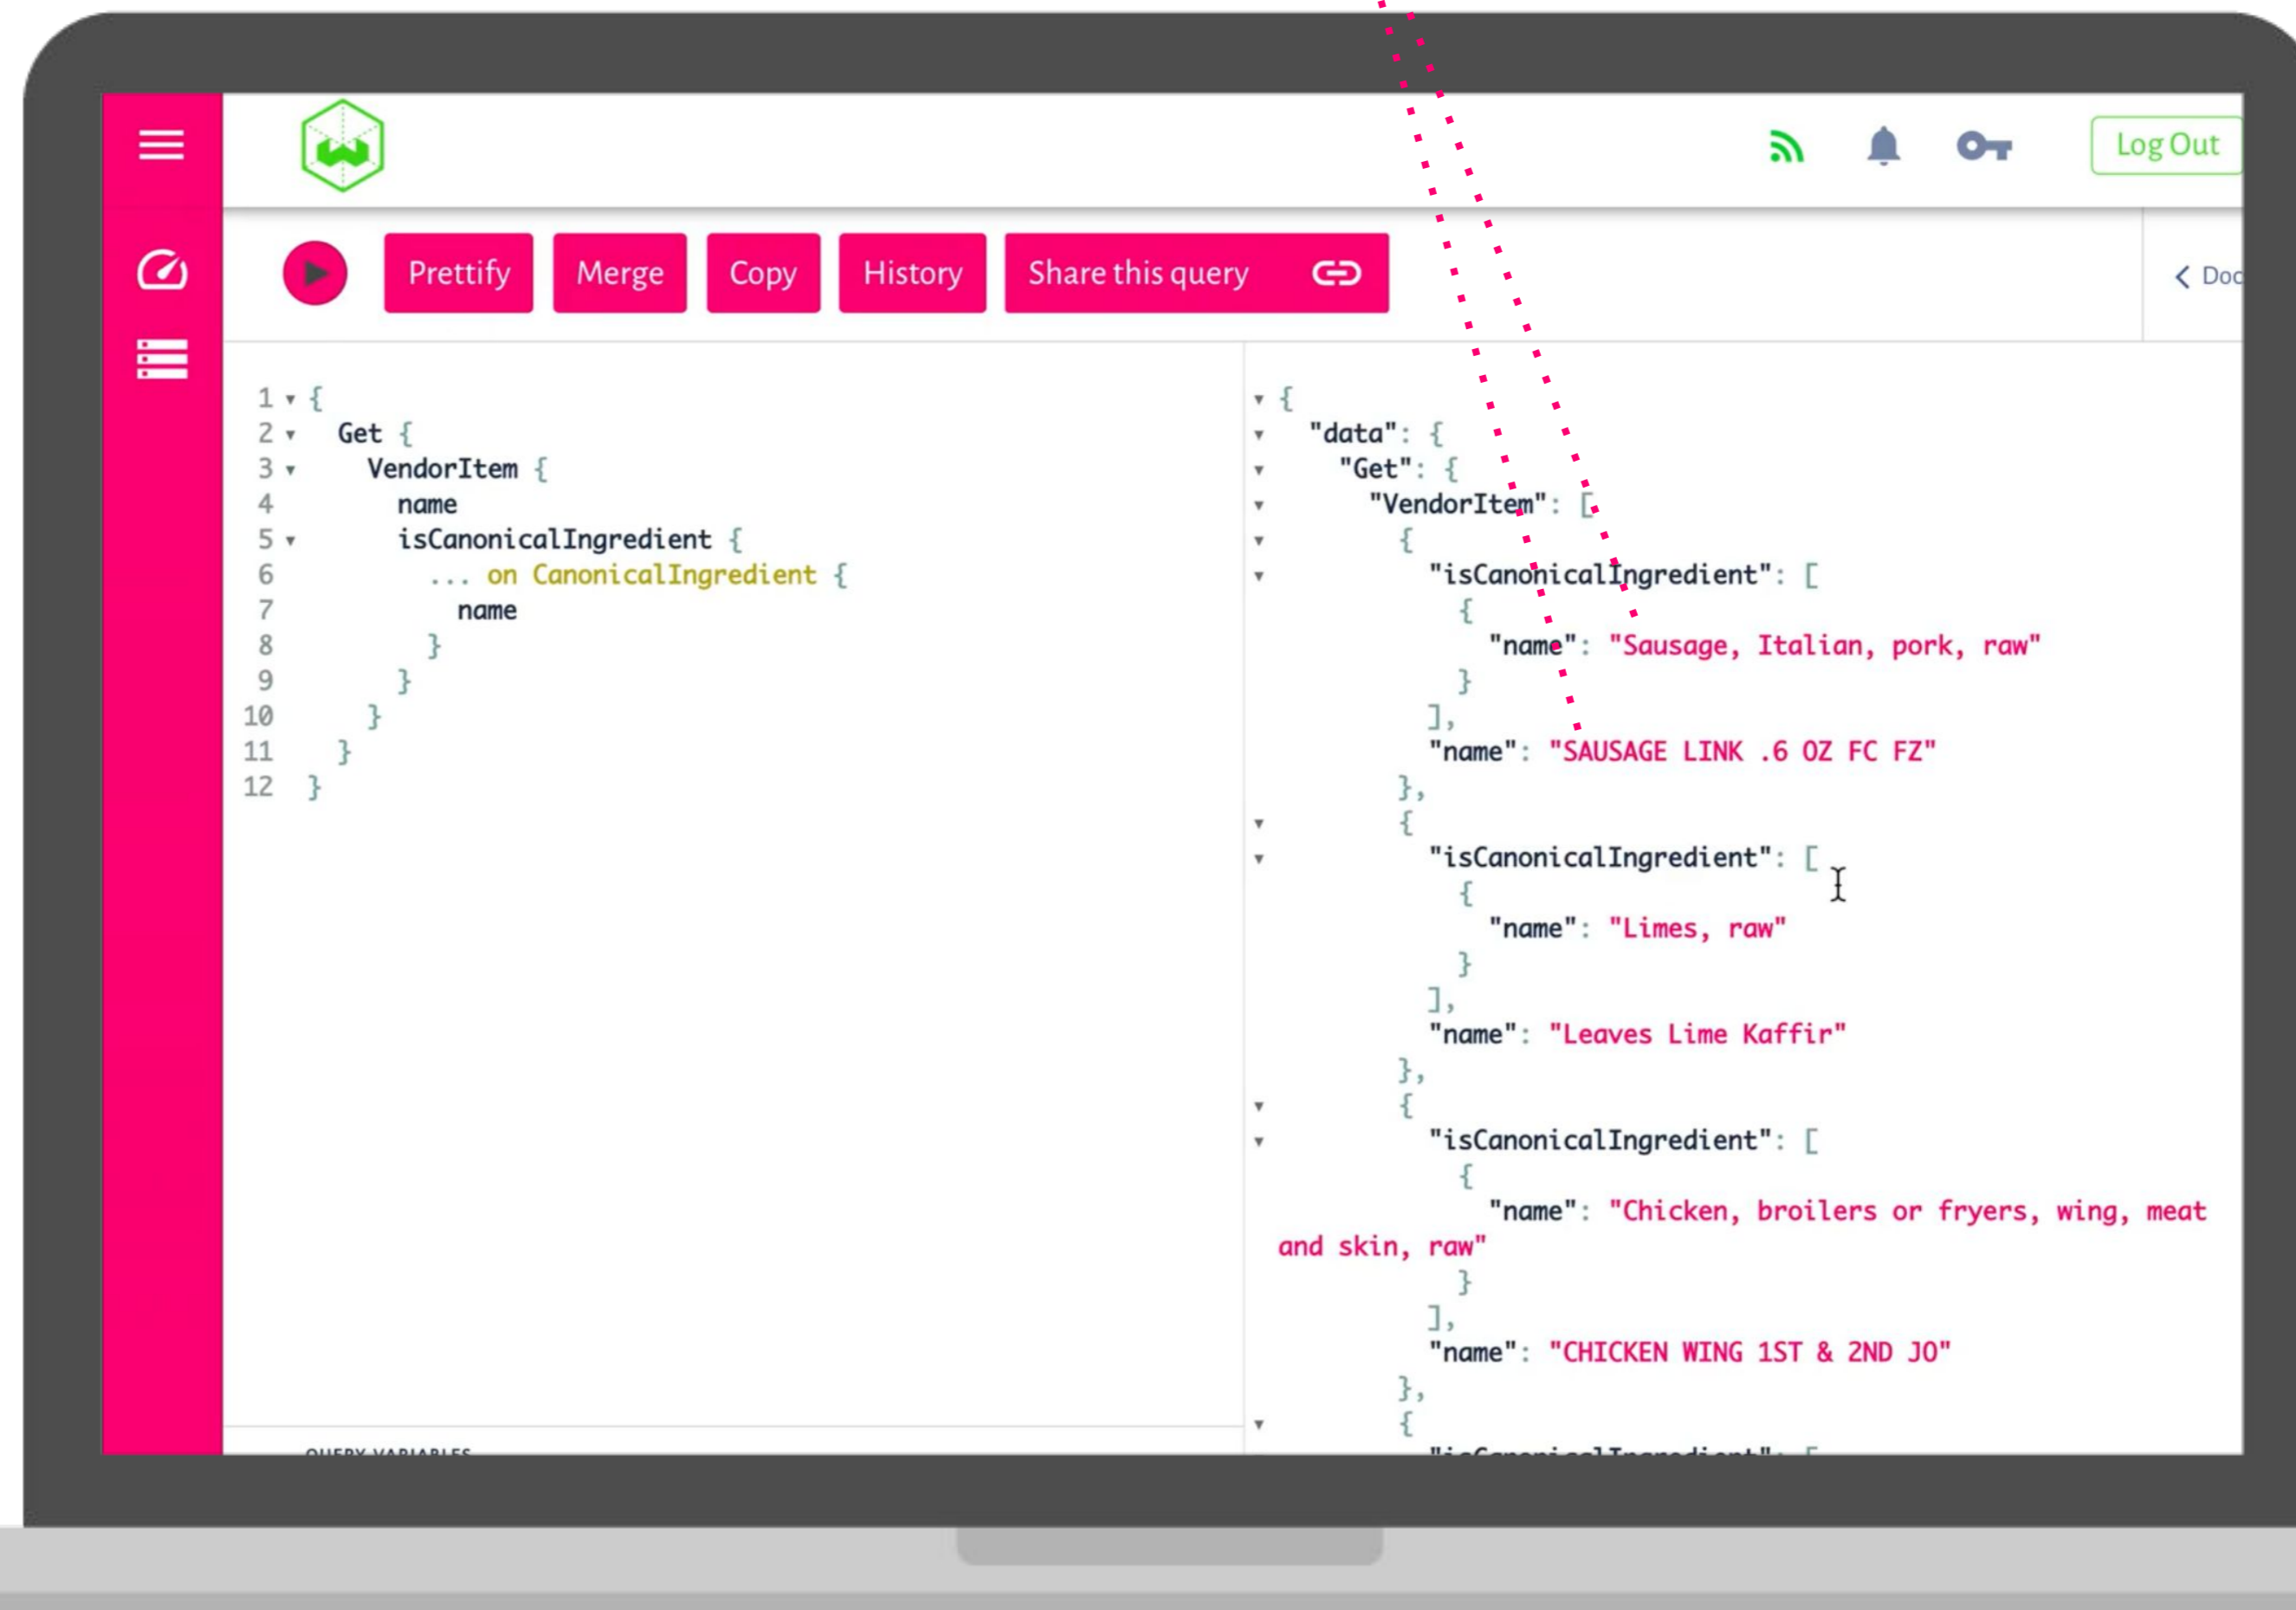 Log Out
Prettify
Merge
Copy
History
Share this query
Doc
1 {
2 Get {
3 VendorItem {
4 name
5 isCanonicalIngredient {
6 ... on CanonicalIngredient {
7 name
8 }
9 }
10 }
11 }
12 }
QUERY VARIABLES
{
"data": {
"Get": {
"VendorItem": [
{
"isCanonicalIngredient": [
{
"name": "Sausage, Italian, pork, raw"
}
],
"name": "SAUSAGE LINK .6 OZ FC FZ"
},
{
"isCanonicalIngredient": [
{
"name": "Limes, raw"
}
],
"name": "Leaves Lime Kaffir"
},
{
"isCanonicalIngredient": [
{
"name": "Chicken, broilers or fryers, wing, meat
and skin, raw"
}
],
"name": "CHICKEN WING 1ST & 2ND JO"
},
{
"isCanonicalIngredient": [